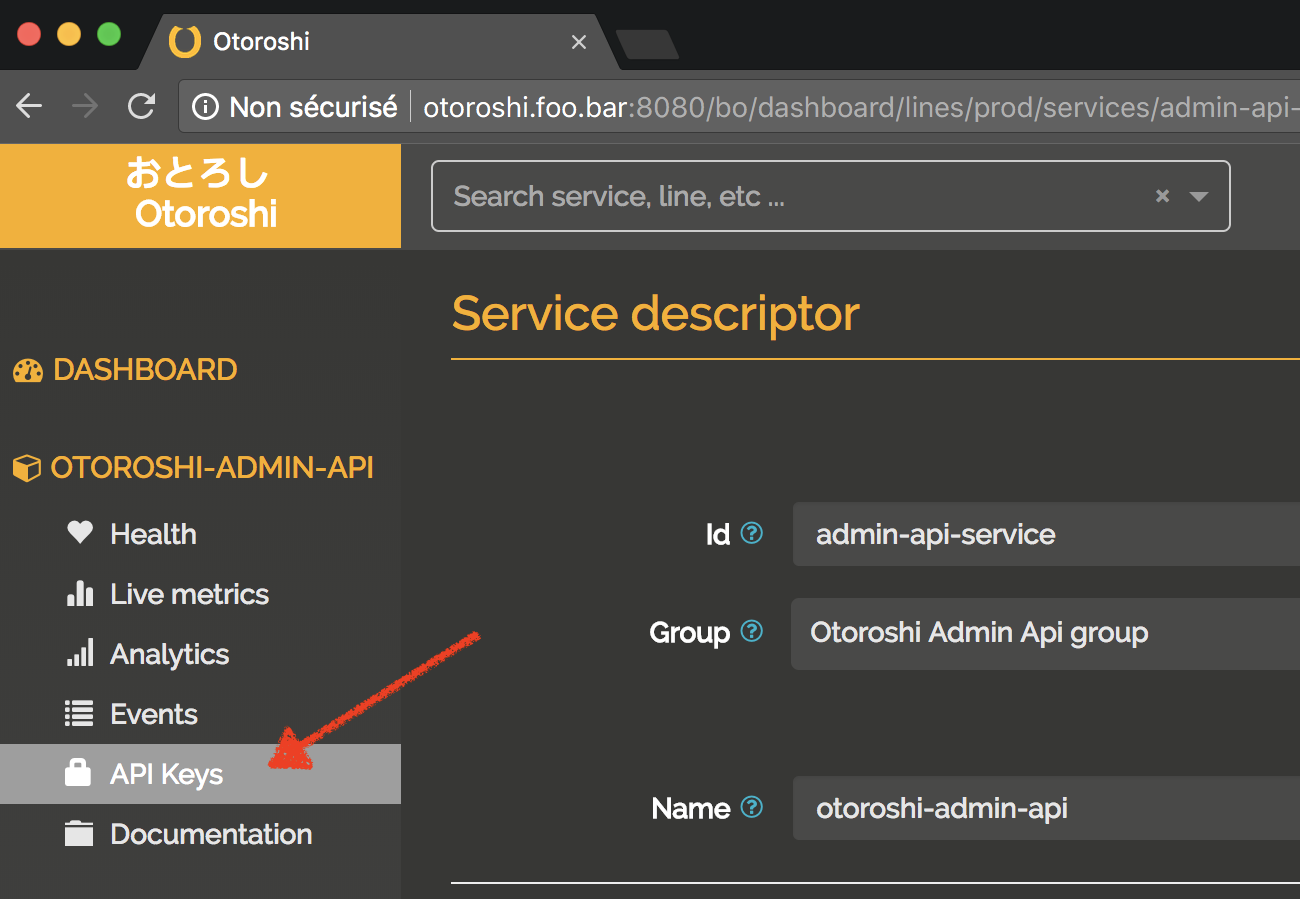 Otoroshi
Non sécurisé otoroshi.foo.bar:8080/bo/dashboard/lines/prod/services/admin-api-
おとろし
Otoroshi
Search service, line, etc ...
Service descriptor
DASHBOARD
OTOROSHI-ADMIN-API
Health
Live metrics
Analytics
Events
API Keys
Documentation
Id
admin-api-service
Group
Otoroshi Admin Api group
Name
otoroshi-admin-api